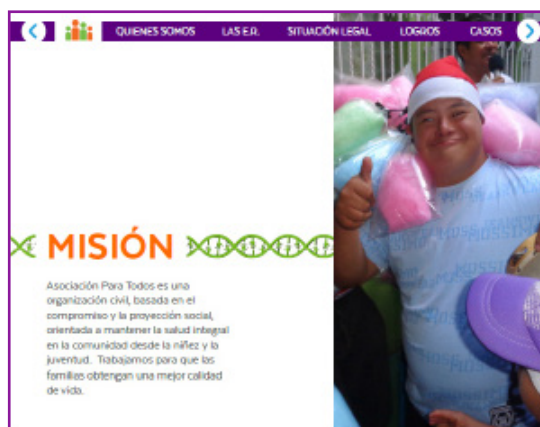 QUIENES SOMOS LAS E.R. SITUACIÓN LEGAL LOGROS CASOS
MISIÓN
Asociación Para Todos es una
organización civil, basada en el
compromiso y la proyección social,
orientada a mantener la salud integral
en la comunidad desde la niñez y la
juventud. Trabajamos para que las
familias obtengan una mejor calidad
de vida.